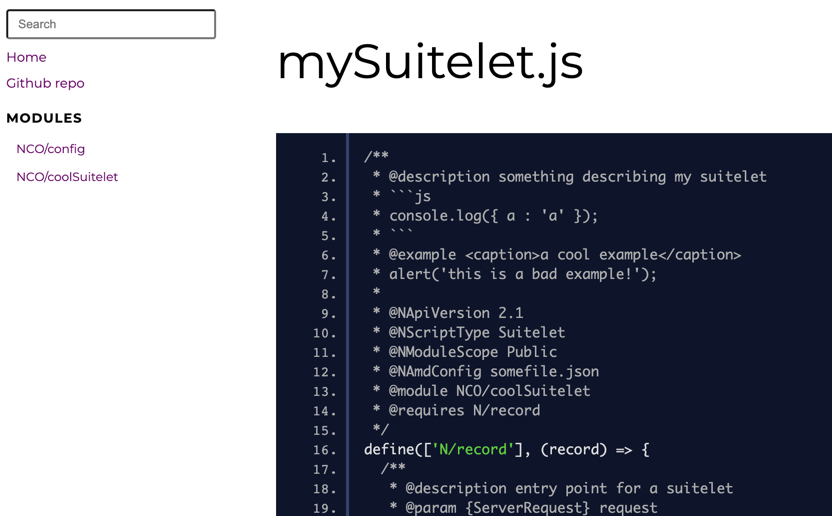 Search
Home
Github repo
MODULES
NCO/config
NCO/coolSuitelet
mySuitelet.js
1. /**
2. * @description something describing my suitelet
3. * ```js
4. * console.log({ a : 'a' });
5. * ```
6. * @example <caption>a cool example</caption>
7. * alert('this is a bad example!');
8. *
9. * @NApiVersion 2.1
10. * @NScriptType Suitelet
11. * @NModuleScope Public
12. * @NAmdConfig somefile.json
13. * @module NCO/coolSuitelet
14. * @requires N/record
15. */
16. define(['N/record'], (record) => {
17. /**
18. * @description entry point for a suitelet
19. * @param {ServerRequest} request